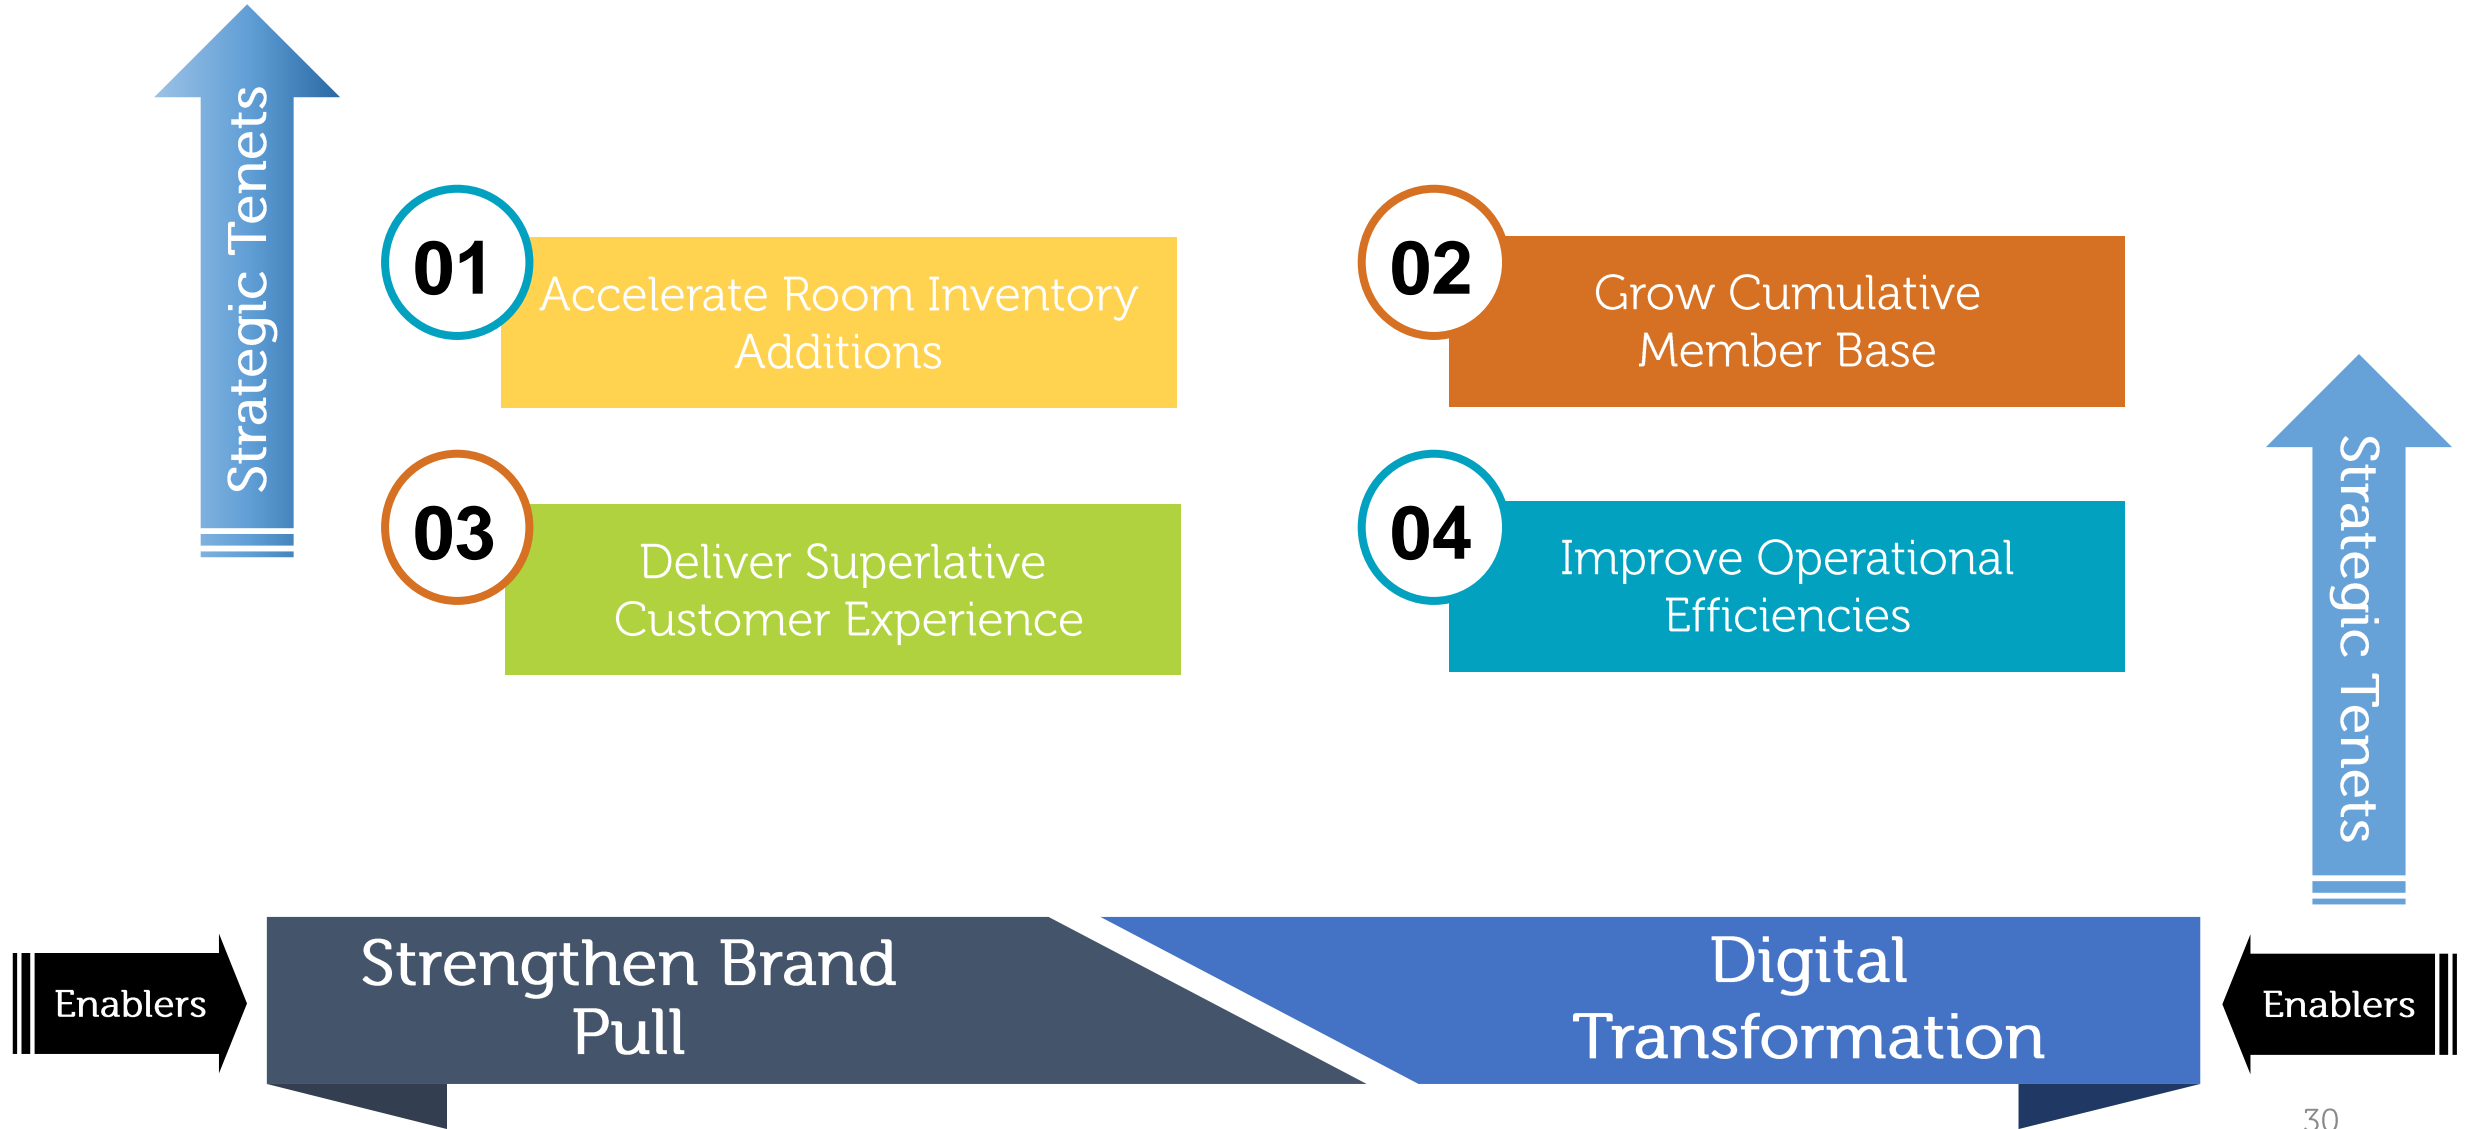 Strategic Tenets
01
Accelerate Room Inventory
Additions
02
Grow Cumulative
Member Base
03
Deliver Superlative
Customer Experience
04
Improve Operational
Efficiencies
Strategic Tenets
Enablers
Strengthen Brand
Pull
Digital
Transformation
Enablers
30